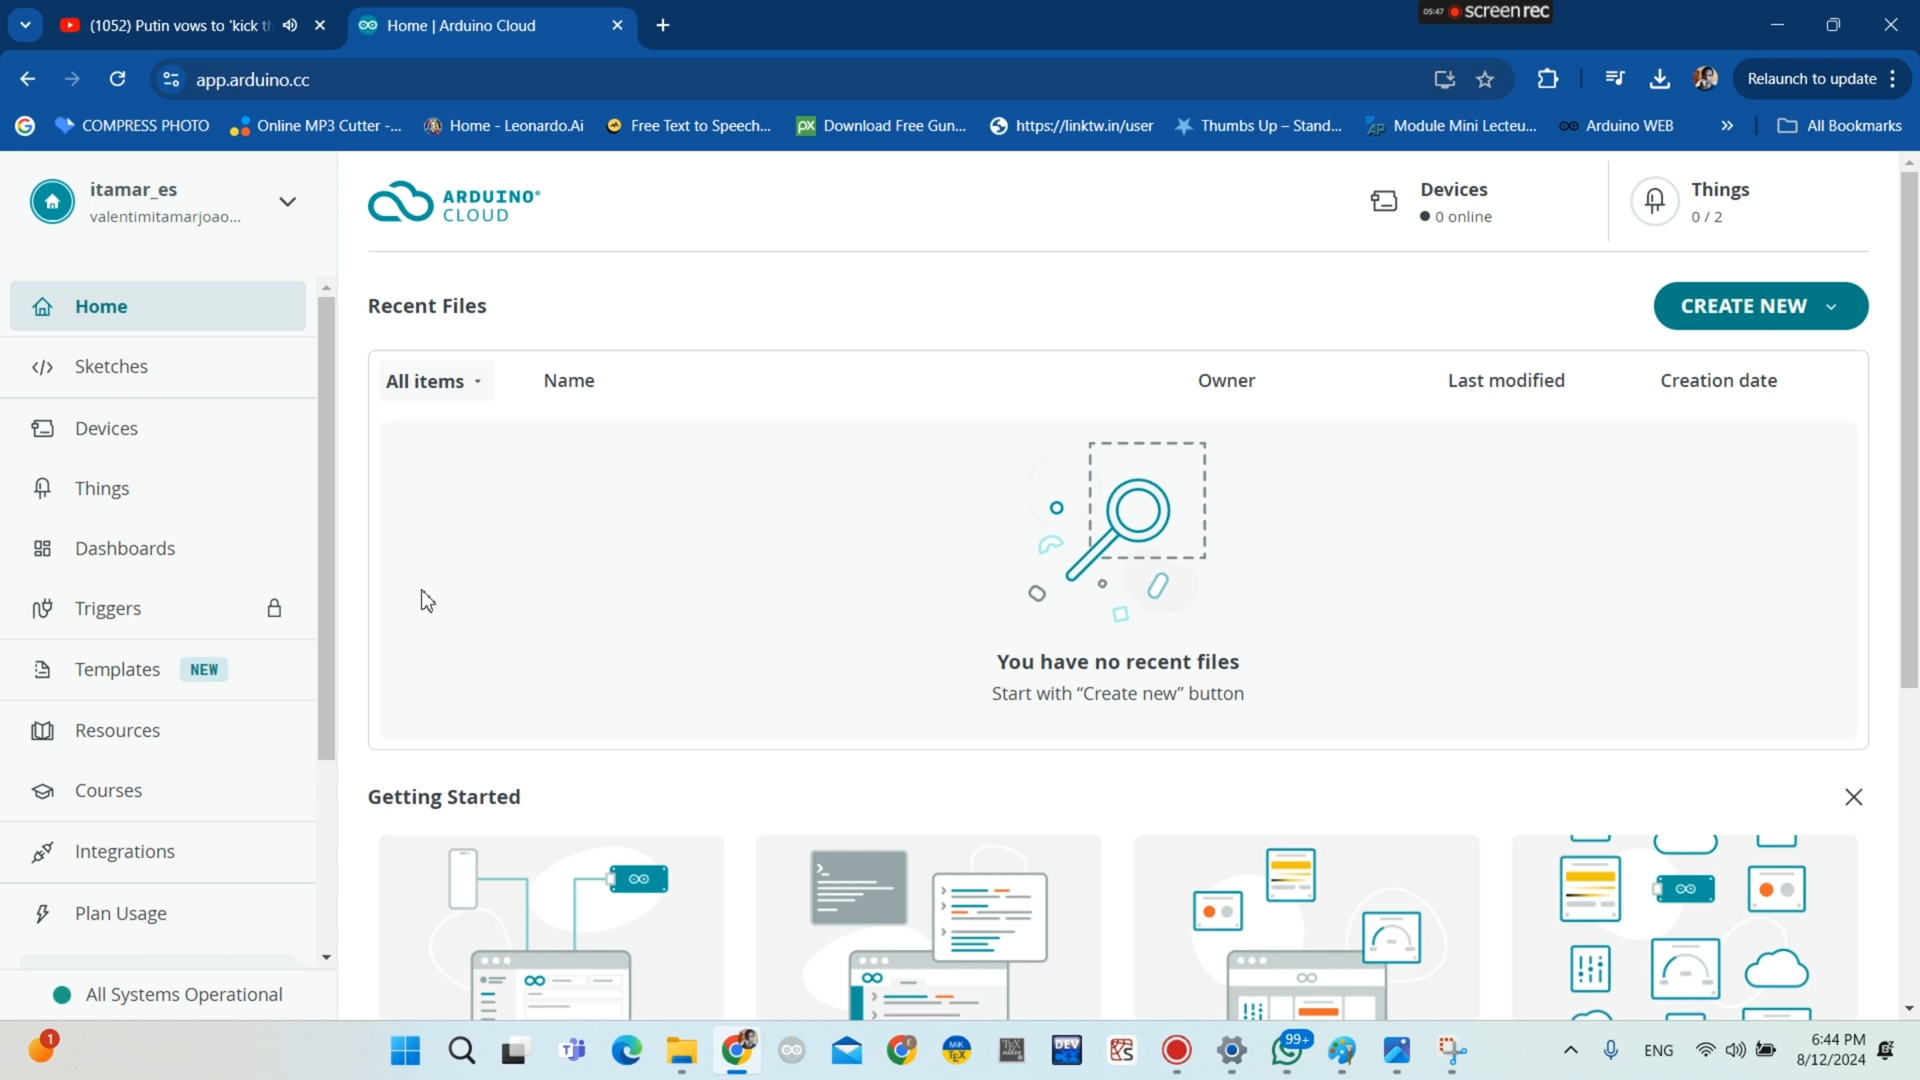 05:47 screen rec
(1052) Putin vows to 'kick th
Home | Arduino Cloud
app.arduino.cc
Relaunch to update
COMPRESS PHOTO
Online MP3 Cutter -...
Home - Leonardo.Ai
Free Text to Speech...
Download Free Gun...
https://linktw.in/user
Thumbs Up – Stand...
Module Mini Lecteu...
Arduino WEB
All Bookmarks
itamar_es
valentimitamarjoao...
ARDUINO®
CLOUD
Devices
0 online
Things
0 / 2
Home
Sketches
Devices
Things
Dashboards
Triggers
Templates NEW
Resources
Courses
Integrations
Plan Usage
All Systems Operational
Recent Files
CREATE NEW
All items
Name
Owner
Last modified
Creation date
You have no recent files
Start with “Create new” button
Getting Started
1
99+
ENG
6:44 PM
8/12/2024